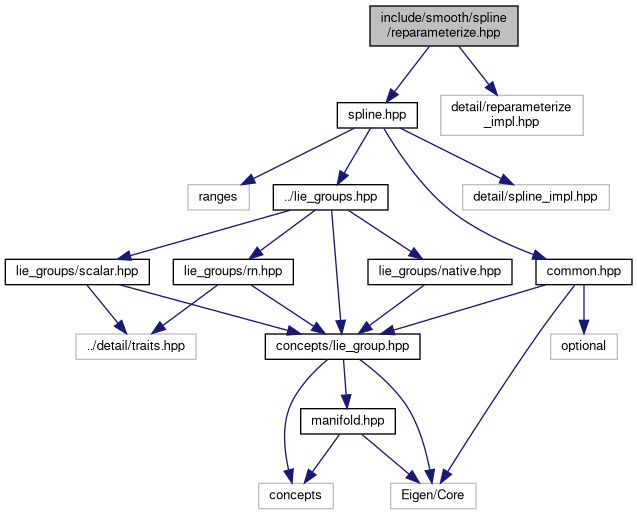 include/smooth/spline
/reparameterize.hpp
spline.hpp
detail/reparameterize
_impl.hpp
ranges
../lie_groups.hpp
detail/spline_impl.hpp
lie_groups/scalar.hpp
lie_groups/rn.hpp
lie_groups/native.hpp
common.hpp
../detail/traits.hpp
concepts/lie_group.hpp
optional
manifold.hpp
concepts
Eigen/Core